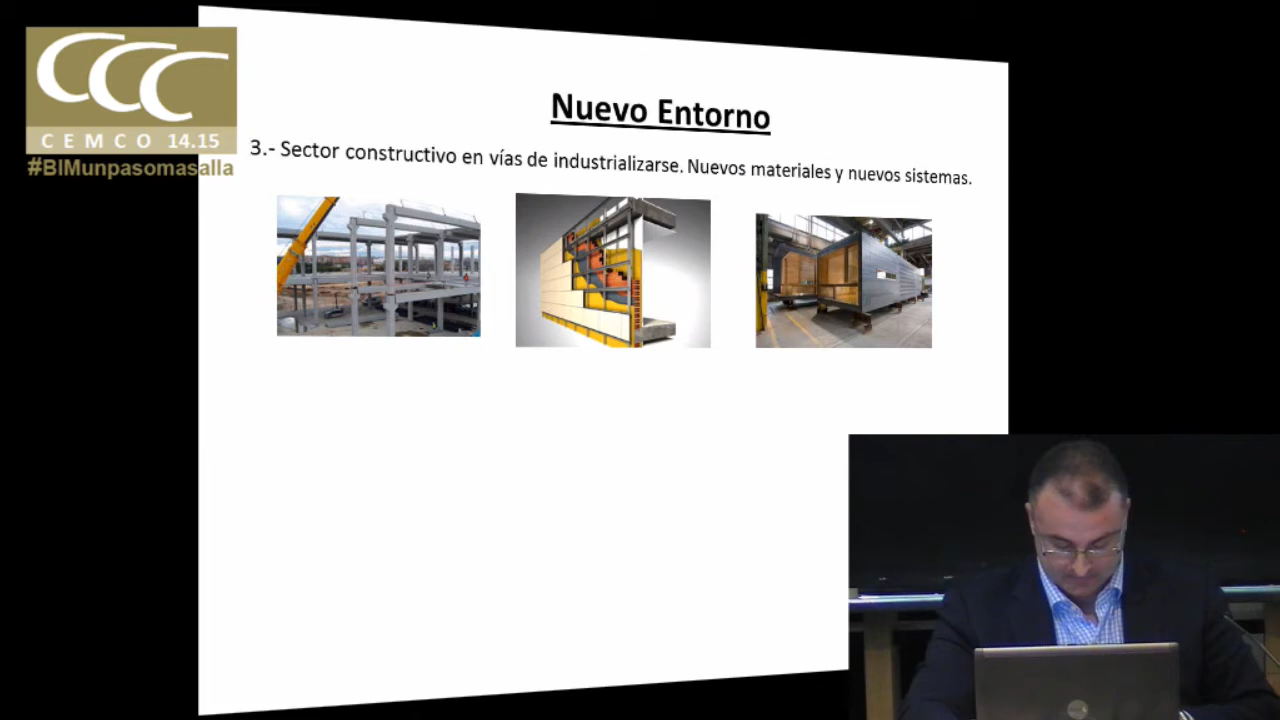 CCC
CEMCO 14.15
#BIMunpasomasalla
Nuevo Entorno
3.- Sector constructivo en vías de industrializarse. Nuevos materiales y nuevos sistemas.